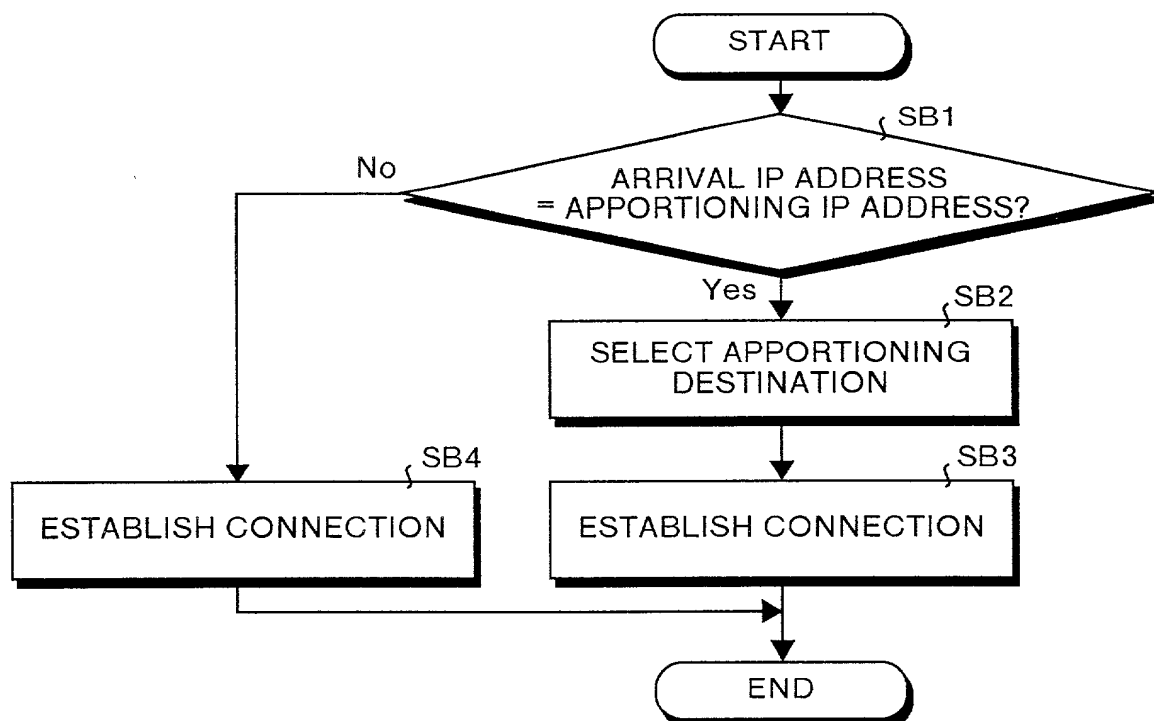 START
SB1
No
ARRIVAL IP ADDRESS
= APPORTIONING IP ADDRESS?
Yes
SB2
SELECT APPORTIONING
DESTINATION
SB4
SB3
ESTABLISH CONNECTION
ESTABLISH CONNECTION
END